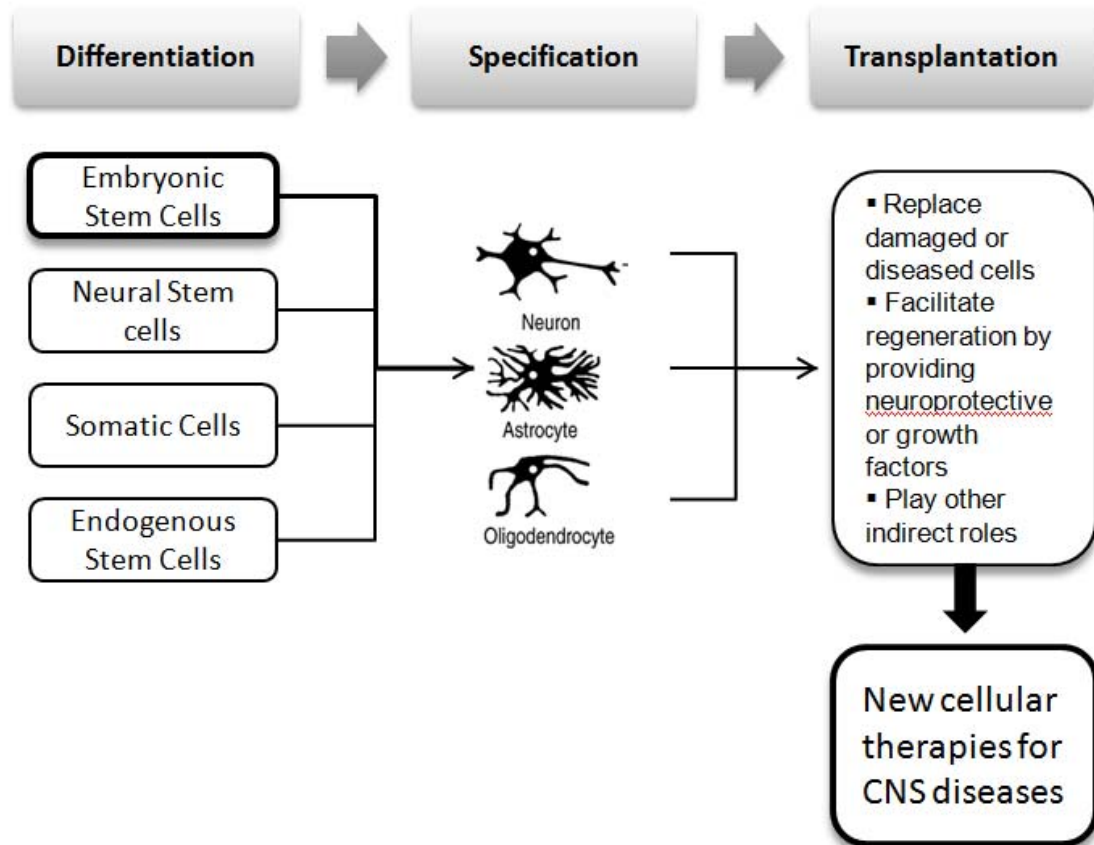 Differentiation
Specification
Transplantation
Embryonic
Stem Cells
Neural Stem
cells
Somatic Cells
Endogenous
Stem Cells
Neuron
Astrocyte
Oligodendrocyte
▪ Replace
damaged or
diseased cells
▪ Facilitate
regeneration by
providing
neuroprotective
or growth
factors
▪ Play other
indirect roles
New cellular
therapies for
CNS diseases